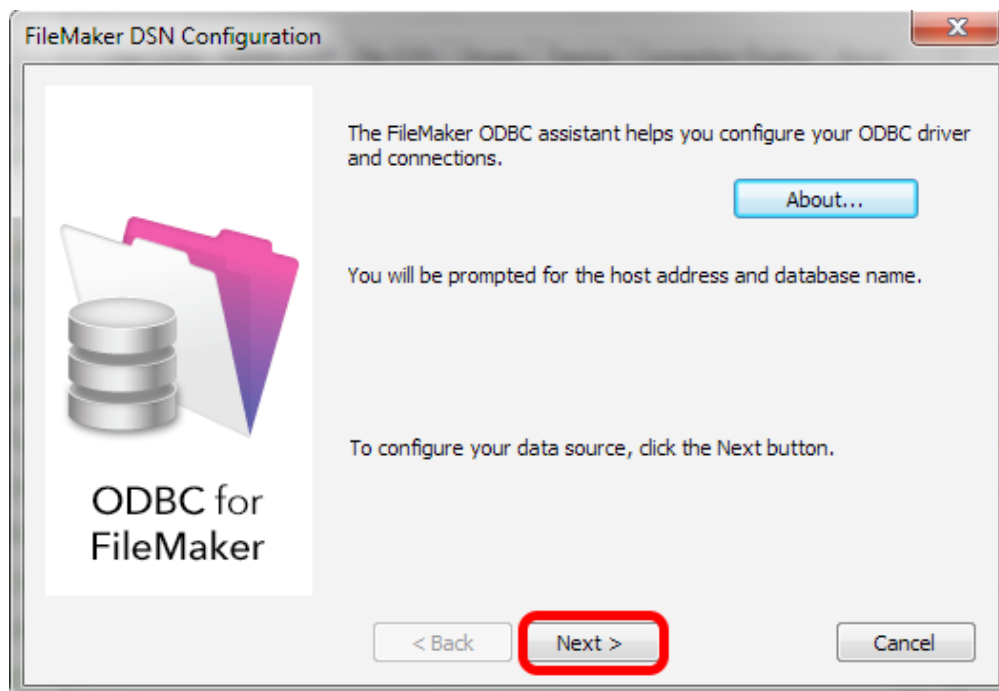 FileMaker DSN Configuration
The FileMaker ODBC assistant helps you configure your ODBC driver
and connections.
About...
You will be prompted for the host address and database name.
To configure your data source, click the Next button.
ODBC for
FileMaker
< Back
Next >
Cancel